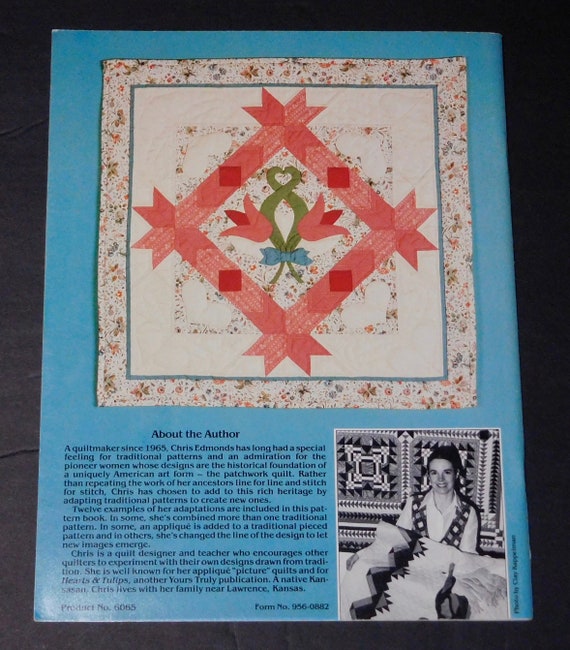 About the Author
A quiltmaker since 1965, Chris Edmonds has long had a special
feeling for traditional patterns and an admiration for the
pioneer women whose designs are the historical foundation of
a uniquely American art form — the patchwork quilt. Rather
than repeating the work of her ancestors line for line and stitch
for stitch, Chris has chosen to add to this rich heritage by
adapting traditional patterns to create new ones.
Twelve examples of her adaptations are included in this pat-
tern book. In some, she's combined more than one traditional
pattern. In some, an appliqué is added to a traditional pieced
pattern and in others, she's changed the line of the design to let
new images emerge.
Chris is a quilt designer and teacher who encourages other
quilters to experiment with their own designs drawn from tradi-
tion. She is well known for her appliqué "picture" quilts and for
Hearts & Tulips, another Yours Truly publication. A native Kan-
sasan, Chris lives with her family near Lawrence, Kansas.
Product No. 6065 Form No. 956-0882
Photo by Clay Kappelman